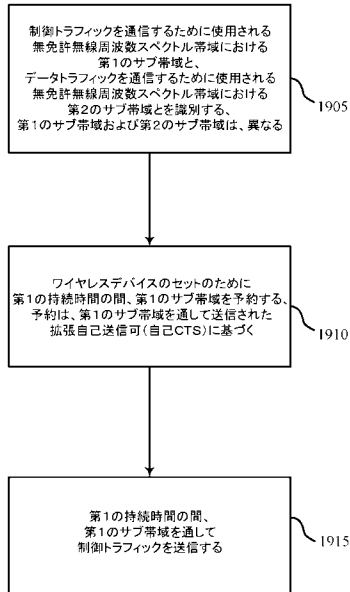 制御トラフィックを通信するために使用される
無免許無線周波数スペクトル帯域における
第1のサブ帯域と、
データトラフィックを通信するために使用される
無免許無線周波数スペクトル帯域における
第2のサブ帯域とを識別する、
第1のサブ帯域および第2のサブ帯域は、異なる
1905
ワイヤレスデバイスのセットのために
第1の持続時間の間、第1のサブ帯域を予約する、
予約は、第1のサブ帯域を通して送信された
拡張自己送信可(自己CTS)に基づく
1910
第1の持続時間の間、
第1のサブ帯域を通して
制御トラフィックを送信する
1915